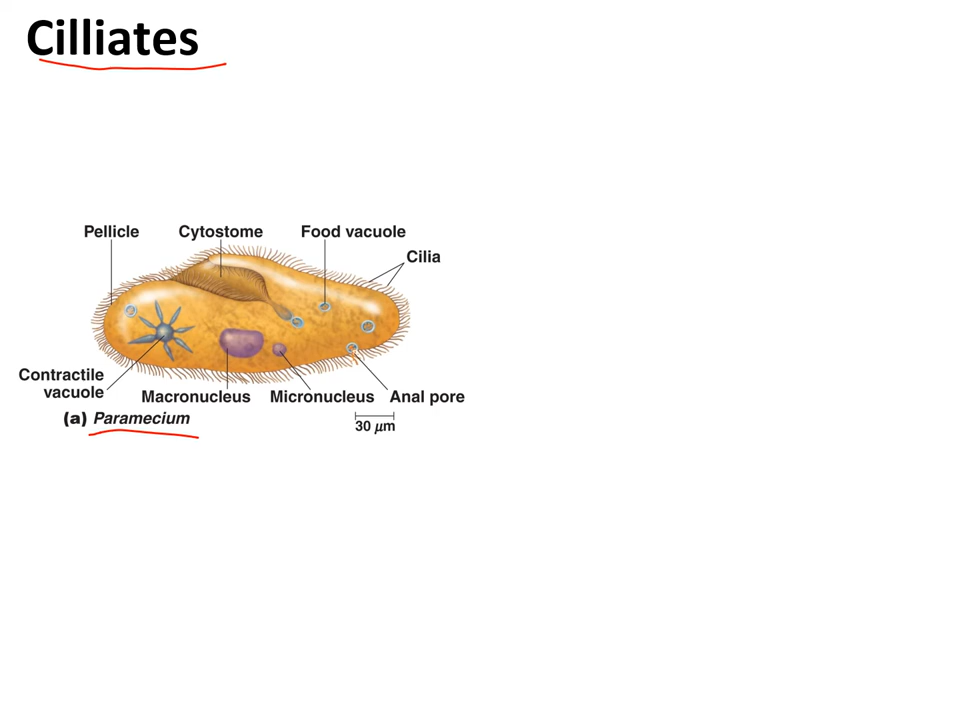 Cilliates
Pellicle Cytostome Food vacuole
Cilia
Contractile
vacuole
Macronucleus Micronucleus Anal pore
(a) Paramecium
30 μm